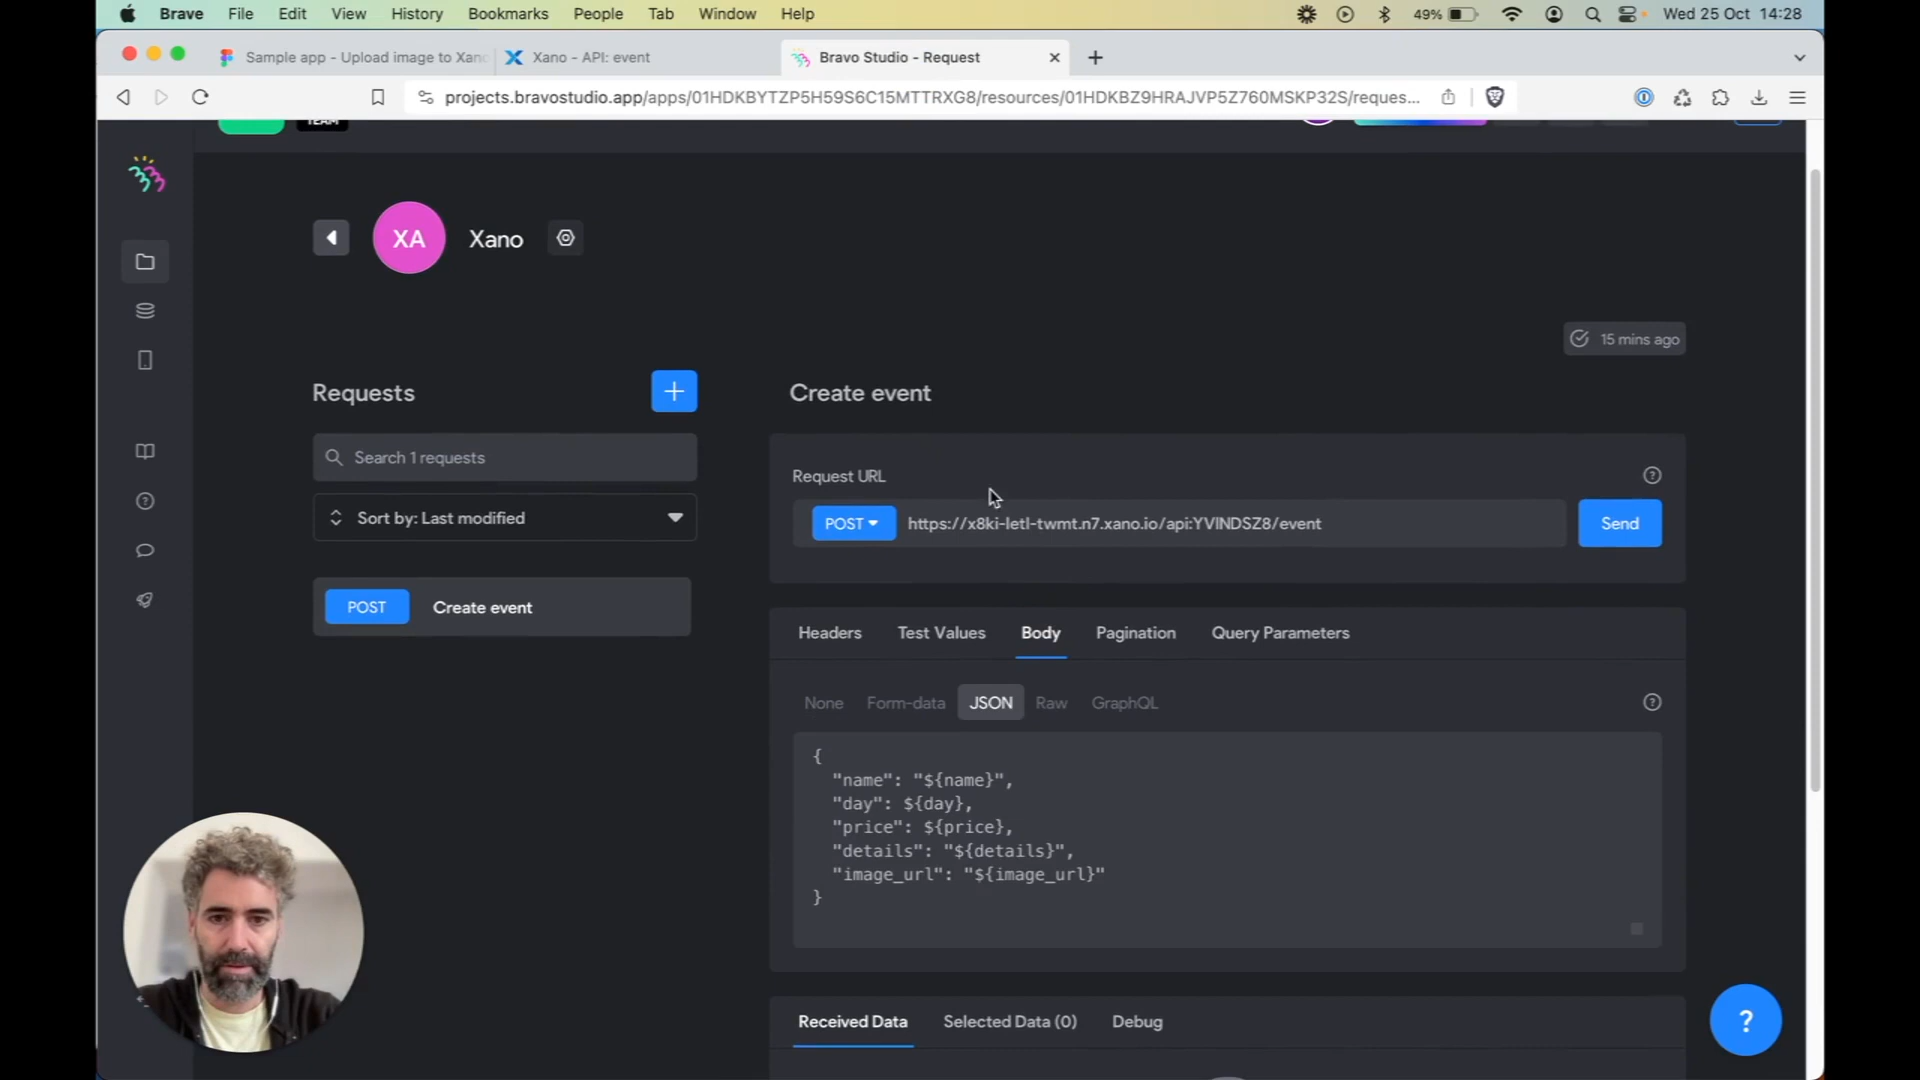 Brave File Edit View History Bookmarks People Tab Window Help 49% Wed 25 Oct 14:28
Sample app - Upload image to Xano Xano - API: event Bravo Studio - Request
projects.bravostudio.app/apps/01HDKBYTZP5H59S6C15MTTRXG8/resources/01HDKBZ9HRAJVP5Z760MSKP32S/reques...
TEAM
XA Xano
15 mins ago
Requests
Search 1 requests
Sort by: Last modified
POST Create event
Create event
Request URL
POST https://x8ki-letl-twmt.n7.xano.io/api:YVINDSZ8/event Send
Headers Test Values Body Pagination Query Parameters
None Form-data JSON Raw GraphQL
{
"name": "${name}",
"day": ${day},
"price": ${price},
"details": "${details}",
"image_url": "${image_url}"
}
Received Data Selected Data (0) Debug
?